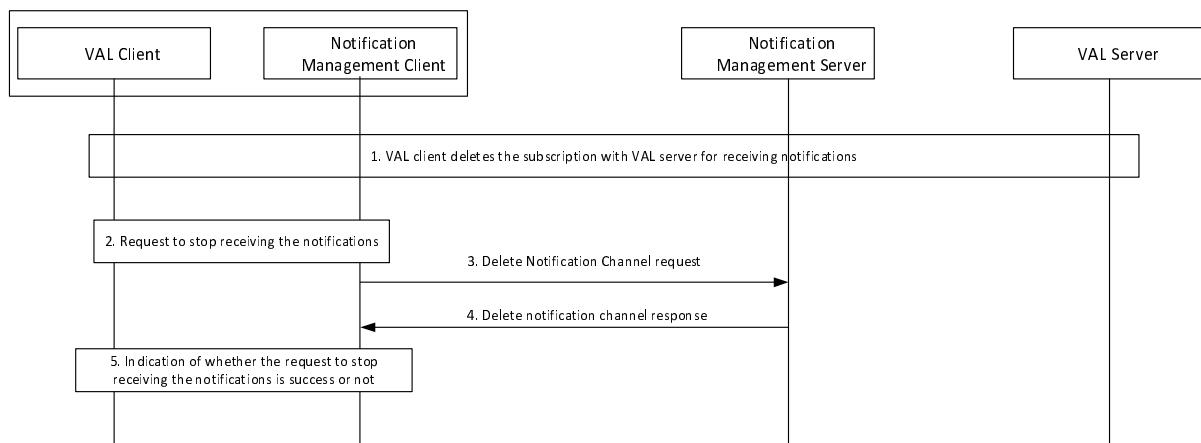 VAL Client
Notification
Management Client
Notification
Management Server
VAL Server
1. VAL client deletes the subscription with VAL server for receiving notifications
2. Request to stop receiving the notifications
3. Delete Notification Channel request
4. Delete notification channel response
5. Indication of whether the request to stop
receiving the notifications is success or not